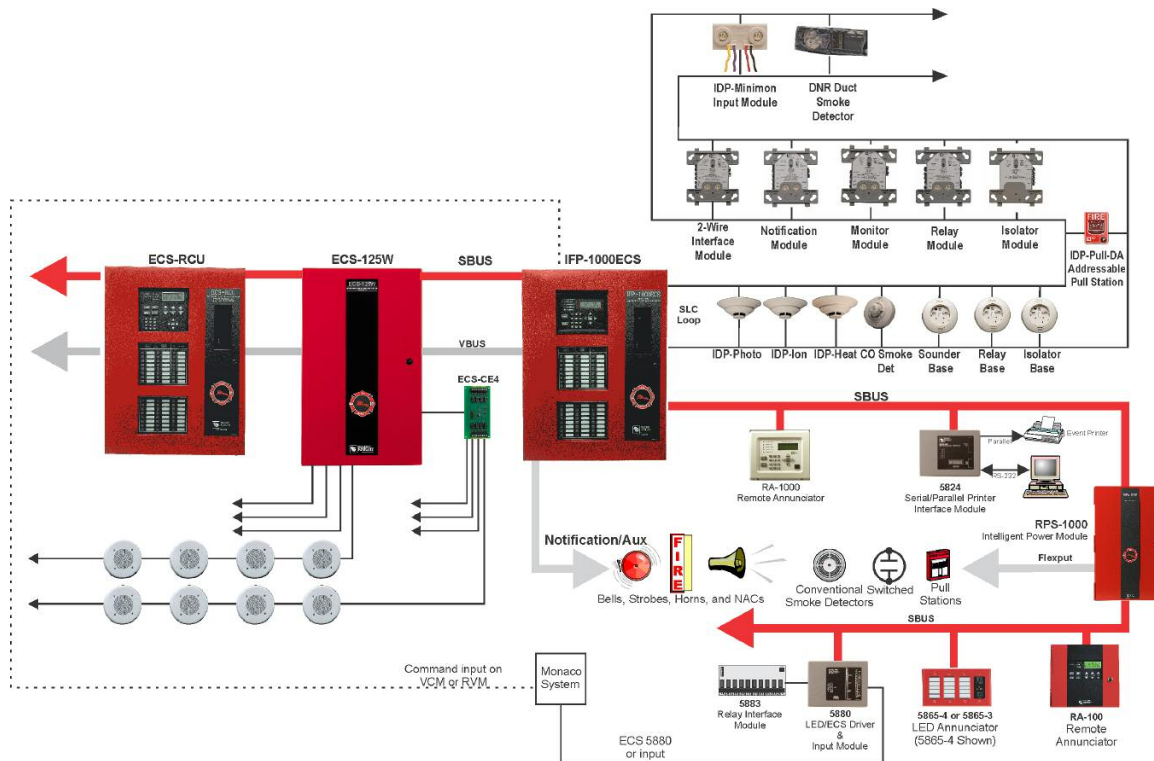 IDP-Minimon
Input Module
DNR Duct
Smoke
Detector
2-Wire
Interface
Module
Notification
Module
Monitor
Module
Relay
Module
Isolator
Module
FIRE
IDP-Pull-DA
Addressable
Pull Station
ECS-RCU
ECS-125W
SBUS
IFP-1000ECS
SLC
Loop
IDP-Photo
IDP-Ion
IDP-Heat
CO Smoke
Det
Sounder
Base
Relay
Base
Isolator
Base
VBUS
ECS-CE4
SBUS
RA-1000
Remote Annunciator
5824
Serial/Parallel Printer
Interface Module
Parallel
Event Printer
RS-232
RPS-1000
Intelligent Power Module
Flexput
Notification/Aux
FIRE
Bells, Strobes, Horns, and NACs
Conventional
Smoke Detectors
Switched
Pull
Stations
SBUS
Command input on
VCM or RVM
Monaco
System
5883
Relay Interface
Module
5880
LED/ECS Driver
&
Input Module
5865-4 or 5865-3
LED Annunciator
(5865-4 Shown)
RA-100
Remote
Annunciator
ECS 5880
or input